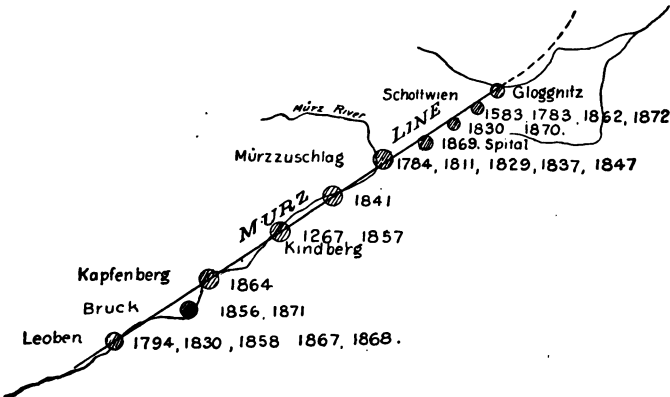 Schottwien Gloggnitz
Mürz River
LINE
1583, 1783, 1862, 1872
1830 1870.
1869. Spital
Mürzzuschlag
1784, 1811, 1829, 1837, 1847
1841
MURZ
1267 1857
Kindberg
Kapfenberg
1864
Bruck
1856, 1871
Leoben
1794, 1830, 1858 1867, 1868.